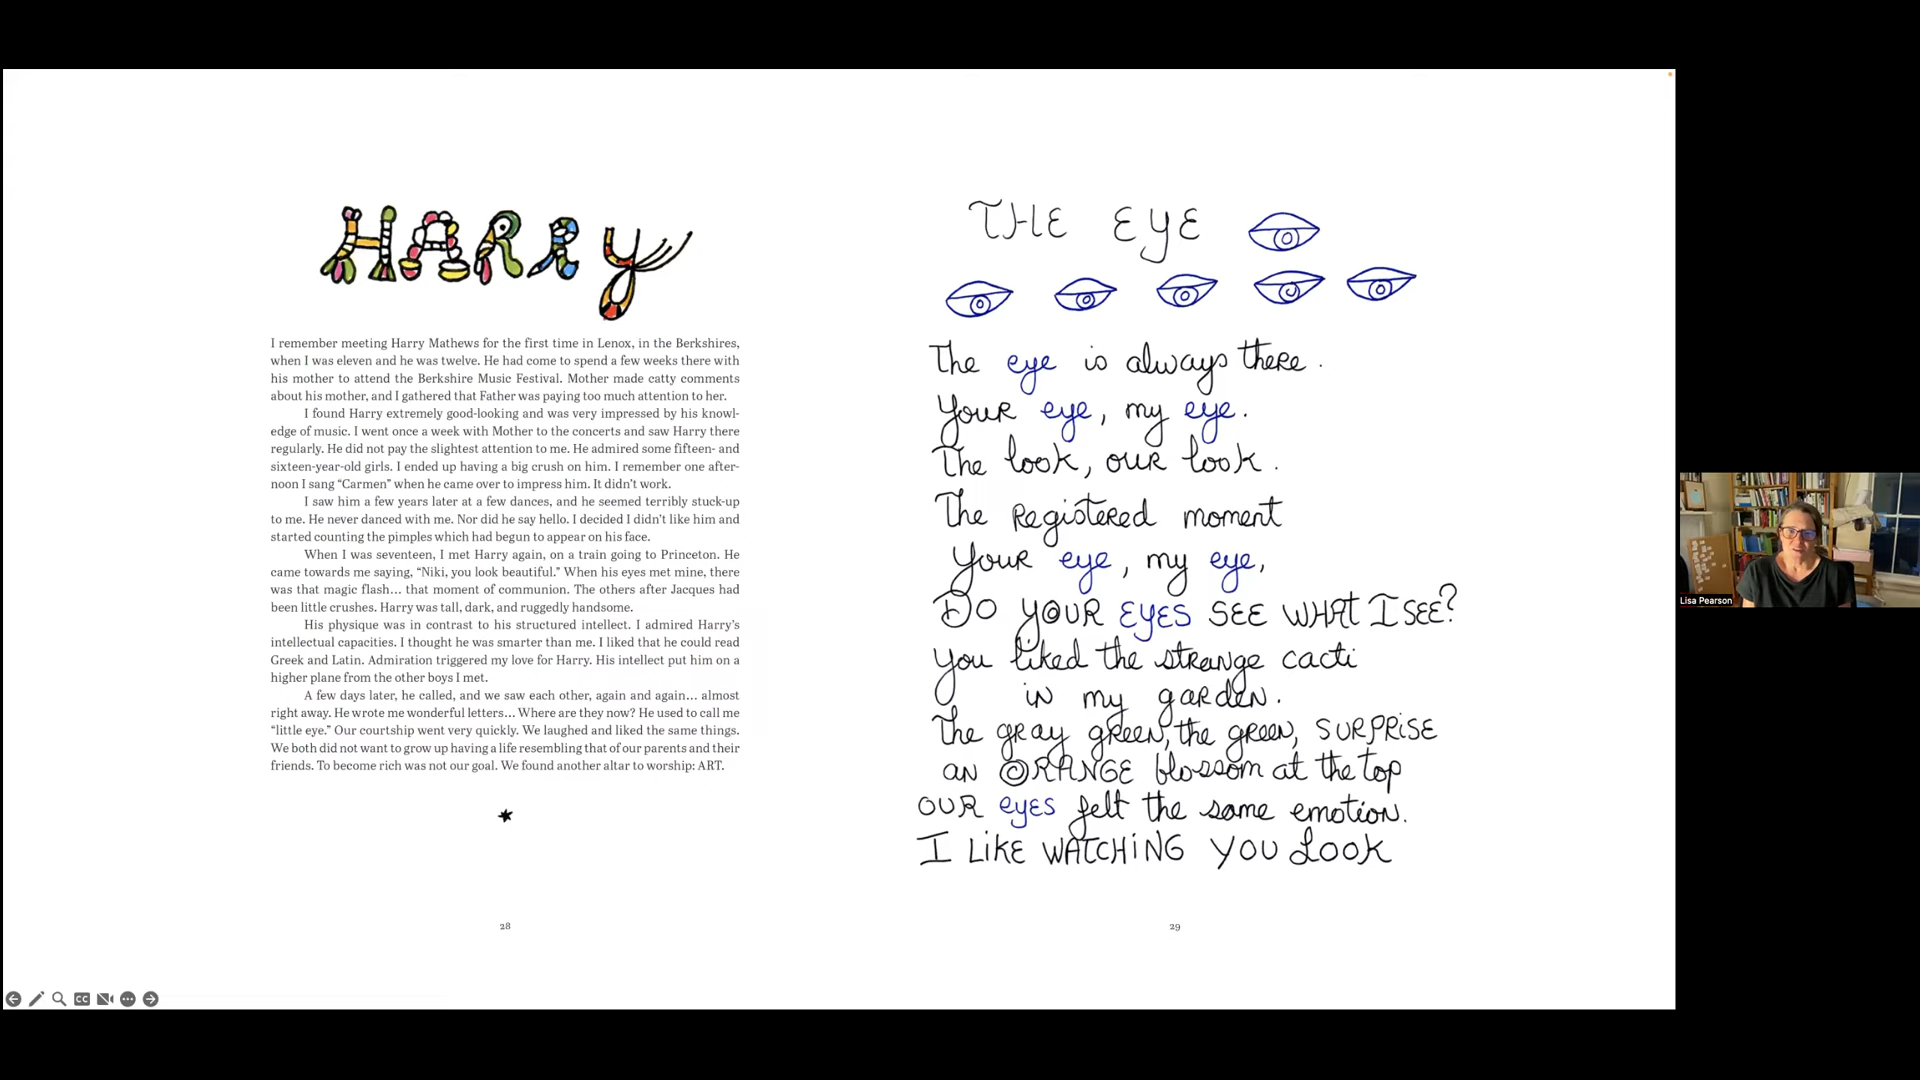 HARRY
I remember meeting Harry Mathews for the first time in Lenox, in the Berkshires,
when I was eleven and he was twelve. He had come to spend a few weeks there with
his mother to attend the Berkshire Music Festival. Mother made catty comments
about his mother, and I gathered that Father was paying too much attention to her.
I found Harry extremely good-looking and was very impressed by his knowl-
edge of music. I went once a week with Mother to the concerts and saw Harry there
regularly. He did not pay the slightest attention to me. He admired some fifteen- and
sixteen-year-old girls. I ended up having a big crush on him. I remember one after-
noon I sang “Carmen” when he came over to impress him. It didn’t work.
I saw him a few years later at a few dances, and he seemed terribly stuck-up
to me. He never danced with me. Nor did he say hello. I decided I didn’t like him and
started counting the pimples which had begun to appear on his face.
When I was seventeen, I met Harry again, on a train going to Princeton. He
came towards me saying, “Niki, you look beautiful.” When his eyes met mine, there
was that magic flash... that moment of communion. The others after Jacques had
been little crushes. Harry was tall, dark, and ruggedly handsome.
His physique was in contrast to his structured intellect. I admired Harry’s
intellectual capacities. I thought he was smarter than me. I liked that he could read
Greek and Latin. Admiration triggered my love for Harry. His intellect put him on a
higher plane from the other boys I met.
A few days later, he called, and we saw each other, again and again... almost
right away. He wrote me wonderful letters... Where are they now? He used to call me
“little eye.” Our courtship went very quickly. We laughed and liked the same things.
We both did not want to grow up having a life resembling that of our parents and their
friends. To become rich was not our goal. We found another altar to worship: ART.
28
THE EYE
The eye is always there.
Your eye, my eye.
The look, our look.
The Registered moment
Your eye, my eye,
DO YOUR EYES SEE WHAT I SEE?
You liked the strange cacti
in my garden.
The gray green, the green, SURPRISE
AN ORANGE blossom at the top
OUR eyes felt the same emotion.
I LIKE WATCHING YOU LOOK
29
CC
Lisa Pearson